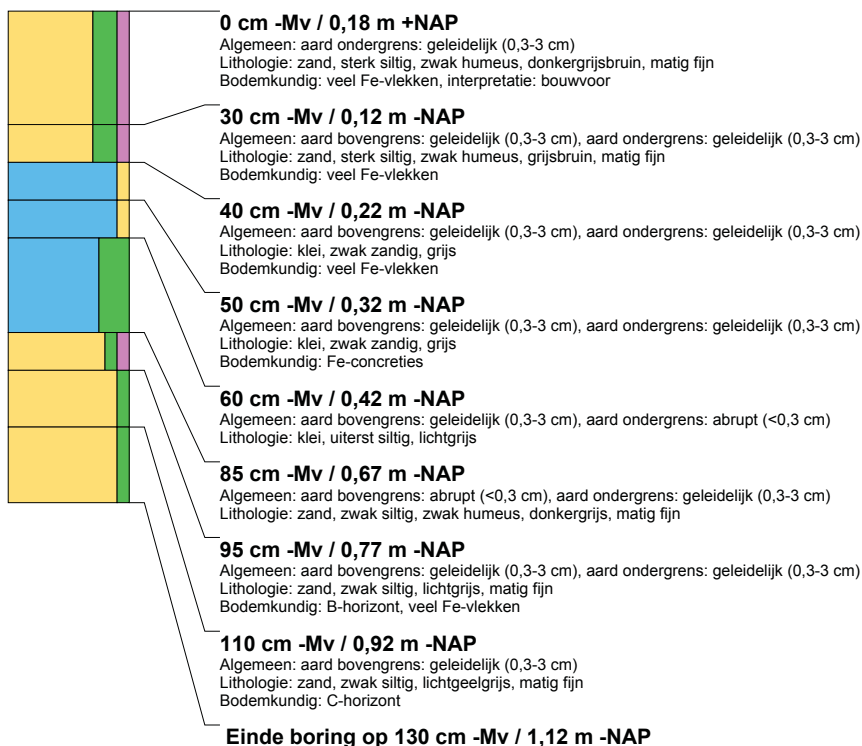 0 cm -Mv / 0,18 m +NAP
Algemeen: aard ondergrens: geleidelijk (0,3-3 cm)
Lithologie: zand, sterk siltig, zwak humeus, donkergrijsbruin, matig fijn
Bodemkundig: veel Fe-vlekken, interpretatie: bouwvoor
30 cm -Mv / 0,12 m -NAP
Algemeen: aard bovengrens: geleidelijk (0,3-3 cm), aard ondergrens: geleidelijk (0,3-3 cm)
Lithologie: zand, sterk siltig, zwak humeus, grijsbruin, matig fijn
Bodemkundig: veel Fe-vlekken
40 cm -Mv / 0,22 m -NAP
Algemeen: aard bovengrens: geleidelijk (0,3-3 cm), aard ondergrens: geleidelijk (0,3-3 cm)
Lithologie: klei, zwak zandig, grijs
Bodemkundig: veel Fe-vlekken
50 cm -Mv / 0,32 m -NAP
Algemeen: aard bovengrens: geleidelijk (0,3-3 cm), aard ondergrens: geleidelijk (0,3-3 cm)
Lithologie: klei, zwak zandig, grijs
Bodemkundig: Fe-concreties
60 cm -Mv / 0,42 m -NAP
Algemeen: aard bovengrens: geleidelijk (0,3-3 cm), aard ondergrens: abrupt (<0,3 cm)
Lithologie: klei, uiterst siltig, lichtgrijs
85 cm -Mv / 0,67 m -NAP
Algemeen: aard bovengrens: abrupt (<0,3 cm), aard ondergrens: geleidelijk (0,3-3 cm)
Lithologie: zand, zwak siltig, zwak humeus, donkergrijs, matig fijn
95 cm -Mv / 0,77 m -NAP
Algemeen: aard bovengrens: geleidelijk (0,3-3 cm), aard ondergrens: geleidelijk (0,3-3 cm)
Lithologie: zand, zwak siltig, lichtgrijs, matig fijn
Bodemkundig: B-horizont, veel Fe-vlekken
110 cm -Mv / 0,92 m -NAP
Algemeen: aard bovengrens: geleidelijk (0,3-3 cm)
Lithologie: zand, zwak siltig, lichtgeelgrijs, matig fijn
Bodemkundig: C-horizont
Einde boring op 130 cm -Mv / 1,12 m -NAP